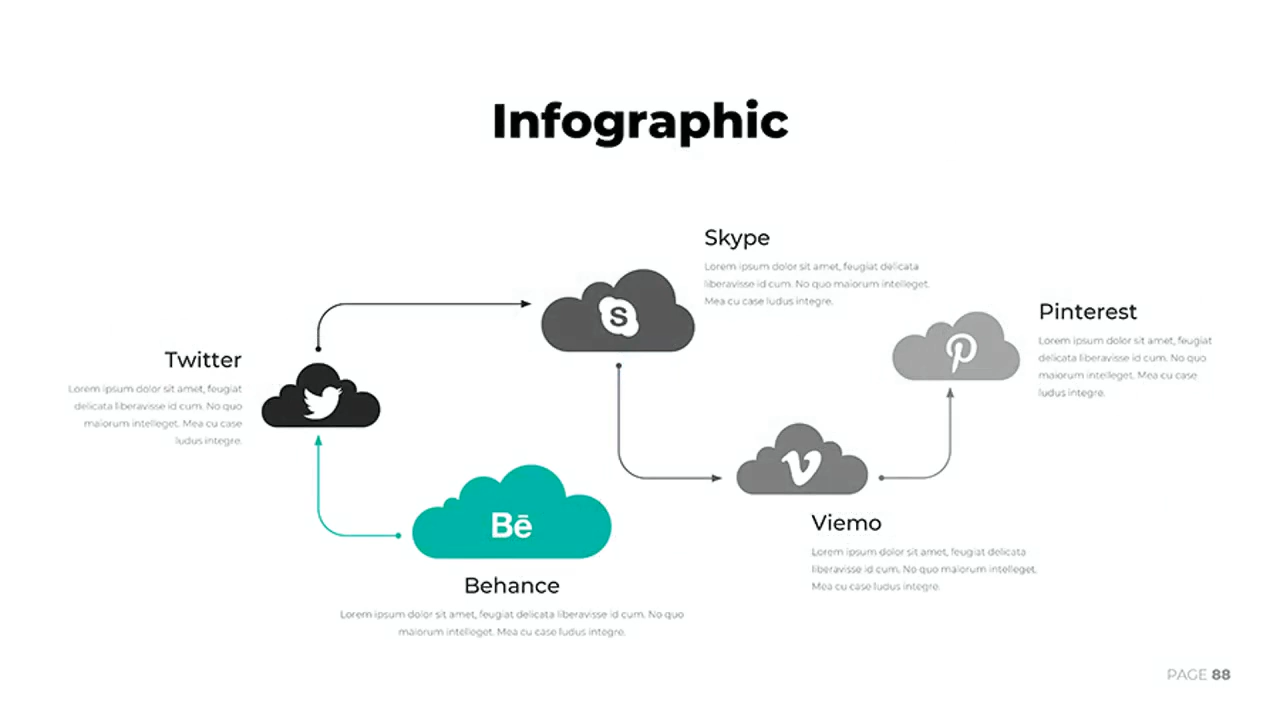 Infographic
Skype
Lorem ipsum dolor sit amet, feugiat delicata
liberavisse id cum. No quo maiorum intelleget.
Mea cu case ludus integre.
S
Pinterest
Lorem ipsum dolor sit amet, feugiat
delicata liberavisse id cum. No quo
maiorum intelleget. Mea cu case
ludus integre.
Twitter
Lorem ipsum dolor sit amet, feugiat
delicata liberavisse id cum. No quo
maiorum intelleget. Mea cu case
ludus integre.
Bē
Behance
Lorem ipsum dolor sit amet, feugiat delicata liberavisse id cum. No quo
maiorum intelleget. Mea cu case ludus integre.
Viemo
Lorem ipsum dolor sit amet, feugiat delicata
liberavisse id cum. No quo maiorum intelleget.
Mea cu case ludus integre.
PAGE 88